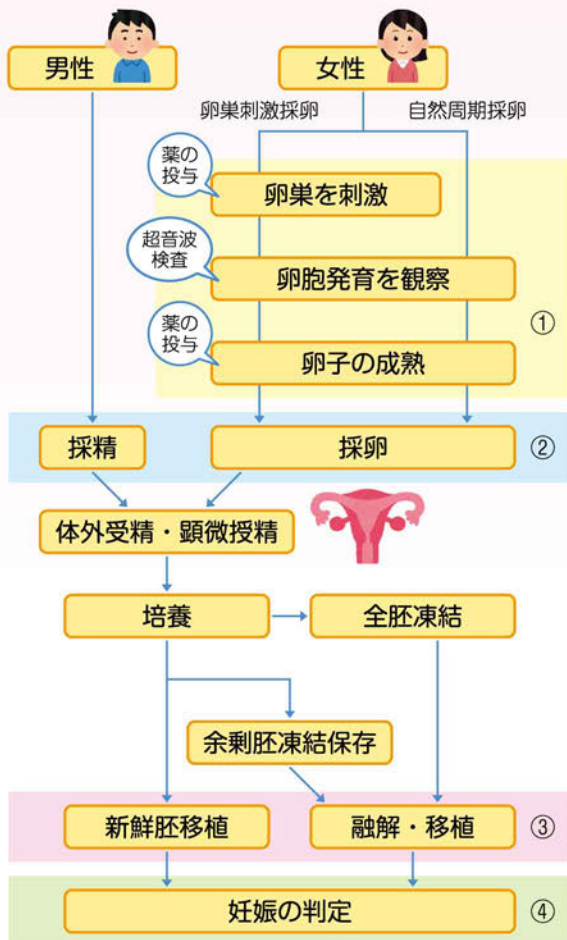 男性
女性
卵巣刺激採卵
自然周期採卵
薬の
投与
卵巣を刺激
超音波
検査
卵胞発育を観察
①
薬の
投与
卵子の成熟
採精
採卵
②
体外受精・顕微授精
培養
全胚凍結
余剰胚凍結保存
新鮮胚移植
融解・移植
③
妊娠の判定
④